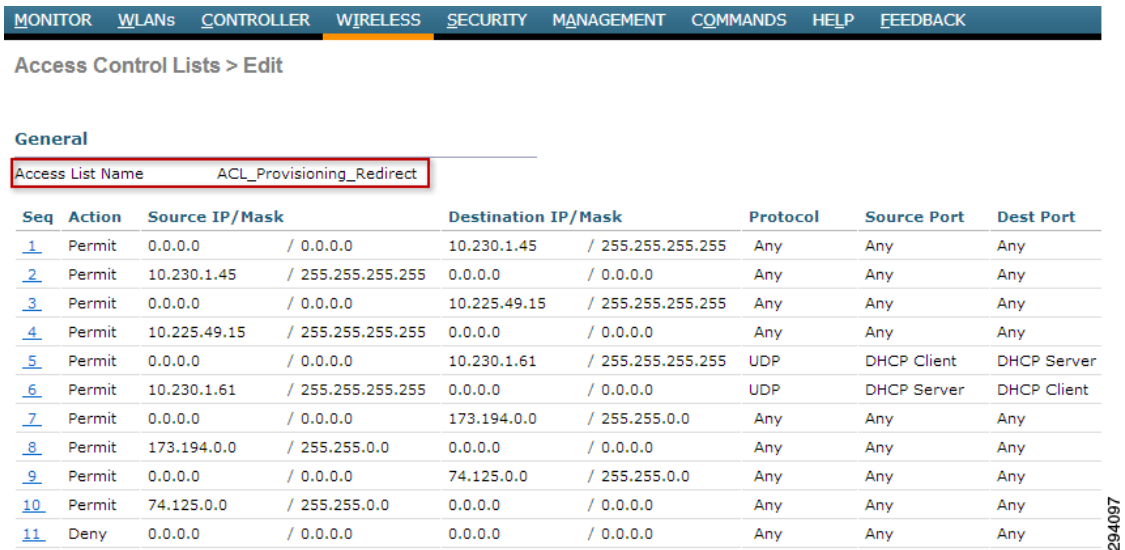 MONITOR WLANs CONTROLLER WIRELESS SECURITY MANAGEMENT COMMANDS HELP FEEDBACK
Access Control Lists > Edit
General
Access List Name ACL_Provisioning_Redirect
Seq Action Source IP/Mask Destination IP/Mask Protocol Source Port Dest Port
1 Permit 0.0.0.0 / 0.0.0.0 10.230.1.45 / 255.255.255.255 Any Any Any
2 Permit 10.230.1.45 / 255.255.255.255 0.0.0.0 / 0.0.0.0 Any Any Any
3 Permit 0.0.0.0 / 0.0.0.0 10.225.49.15 / 255.255.255.255 Any Any Any
4 Permit 10.225.49.15 / 255.255.255.255 0.0.0.0 / 0.0.0.0 Any Any Any
5 Permit 0.0.0.0 / 0.0.0.0 10.230.1.61 / 255.255.255.255 UDP DHCP Client DHCP Server
6 Permit 10.230.1.61 / 255.255.255.255 0.0.0.0 / 0.0.0.0 UDP DHCP Server DHCP Client
7 Permit 0.0.0.0 / 0.0.0.0 173.194.0.0 / 255.255.0.0 Any Any Any
8 Permit 173.194.0.0 / 255.255.0.0 0.0.0.0 / 0.0.0.0 Any Any Any
9 Permit 0.0.0.0 / 0.0.0.0 74.125.0.0 / 255.255.0.0 Any Any Any
10 Permit 74.125.0.0 / 255.255.0.0 0.0.0.0 / 0.0.0.0 Any Any Any
11 Deny 0.0.0.0 / 0.0.0.0 0.0.0.0 / 0.0.0.0 Any Any Any
294097